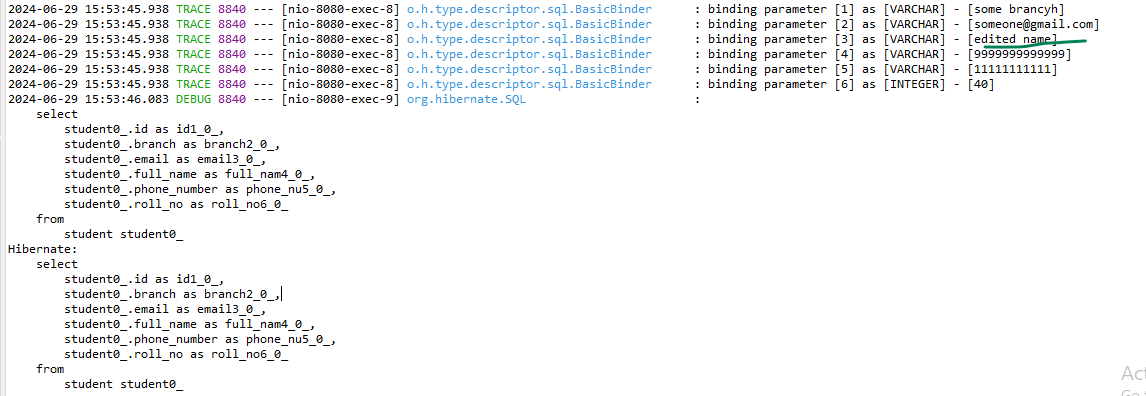 2024-06-29 15:53:45.938 TRACE 8840 --- [nio-8080-exec-8] o.h.type.descriptor.sql.BasicBinder : binding parameter [1] as [VARCHAR] - [some brancyh]
2024-06-29 15:53:45.938 TRACE 8840 --- [nio-8080-exec-8] o.h.type.descriptor.sql.BasicBinder : binding parameter [2] as [VARCHAR] - [someone@gmail.com]
2024-06-29 15:53:45.938 TRACE 8840 --- [nio-8080-exec-8] o.h.type.descriptor.sql.BasicBinder : binding parameter [3] as [VARCHAR] - [edited name]
2024-06-29 15:53:45.938 TRACE 8840 --- [nio-8080-exec-8] o.h.type.descriptor.sql.BasicBinder : binding parameter [4] as [VARCHAR] - [9999999999999]
2024-06-29 15:53:45.938 TRACE 8840 --- [nio-8080-exec-8] o.h.type.descriptor.sql.BasicBinder : binding parameter [5] as [VARCHAR] - [11111111111]
2024-06-29 15:53:45.938 TRACE 8840 --- [nio-8080-exec-8] o.h.type.descriptor.sql.BasicBinder : binding parameter [6] as [INTEGER] - [40]
2024-06-29 15:53:46.083 DEBUG 8840 --- [nio-8080-exec-9] org.hibernate.SQL :
select
student0_.id as id1_0_,
student0_.branch as branch2_0_,
student0_.email as email3_0_,
student0_.full_name as full_nam4_0_,
student0_.phone_number as phone_nu5_0_,
student0_.roll_no as roll_no6_0_
from
student student0_
Hibernate:
select
student0_.id as id1_0_,
student0_.branch as branch2_0_,
student0_.email as email3_0_,
student0_.full_name as full_nam4_0_,
student0_.phone_number as phone_nu5_0_,
student0_.roll_no as roll_no6_0_
from
student student0_